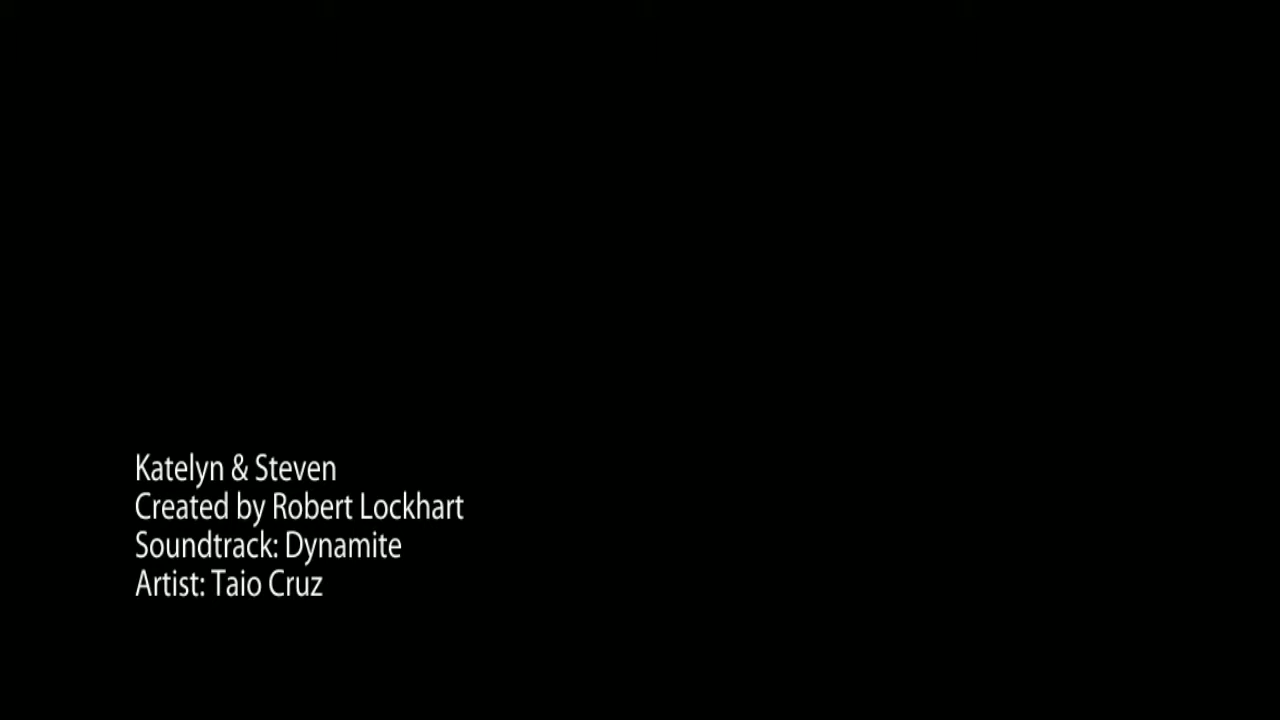 Katelyn & Steven
Created by Robert Lockhart
Soundtrack: Dynamite
Artist: Taio Cruz